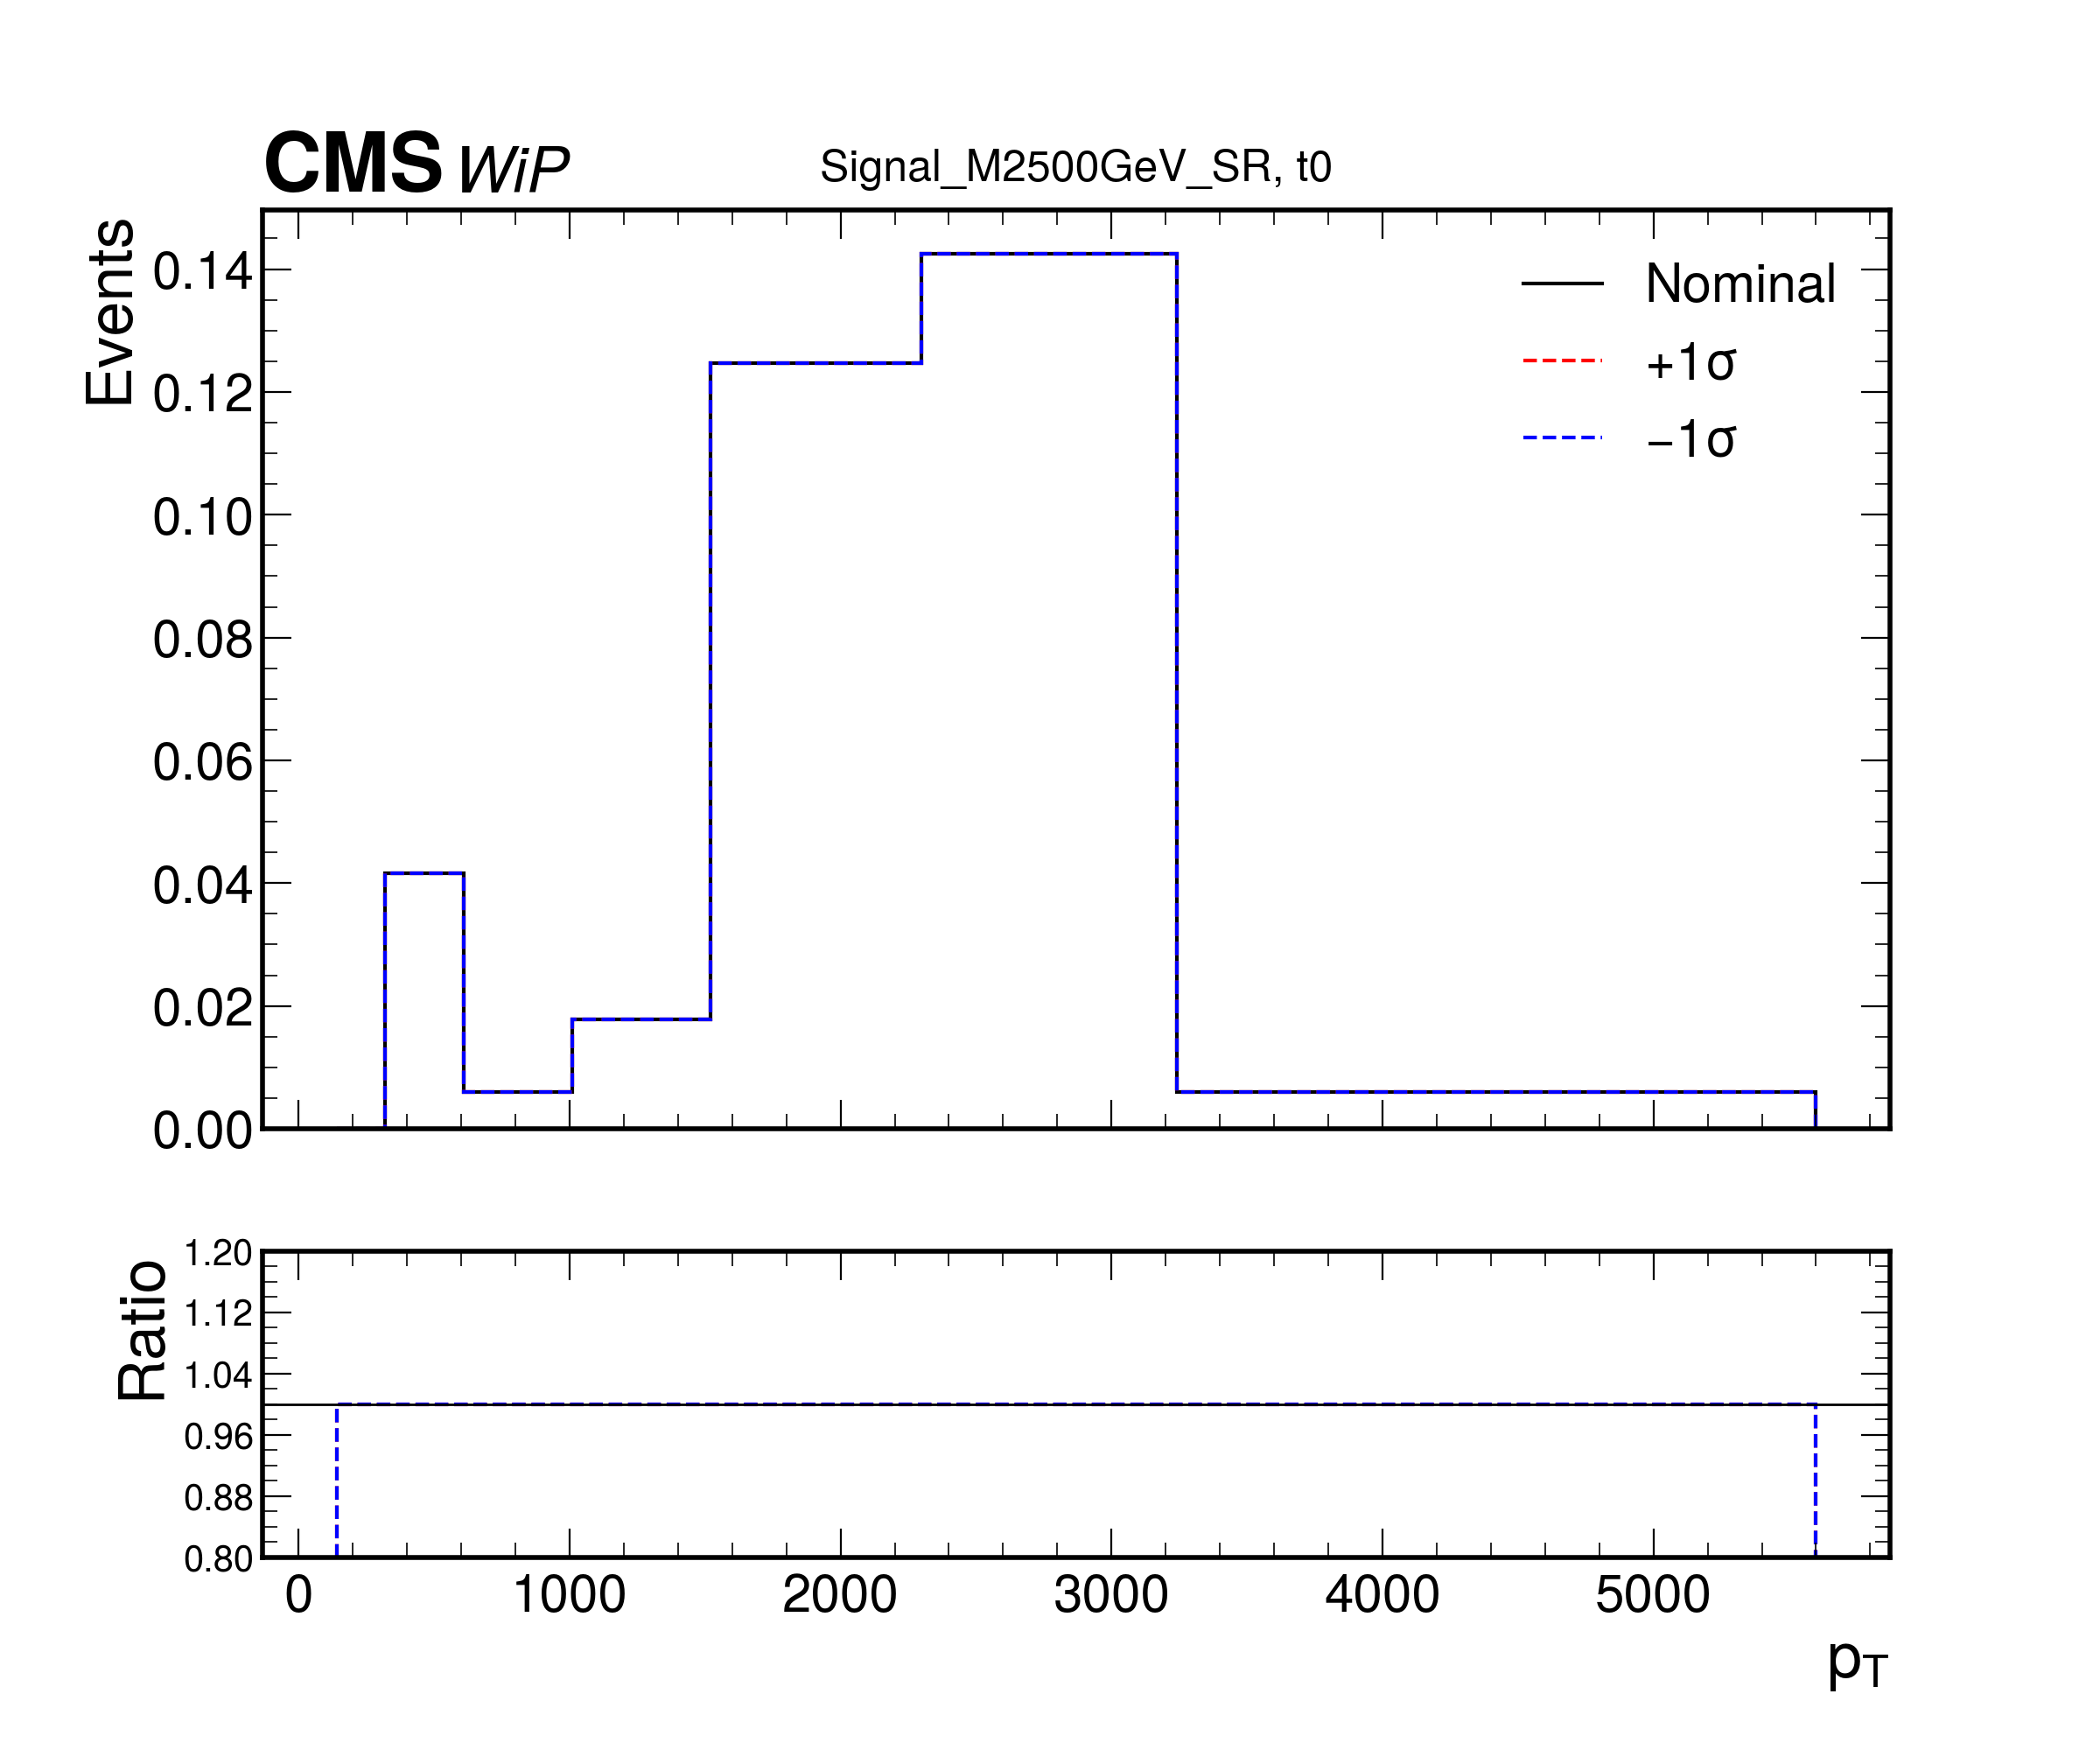 CMS WiP Signal_M2500GeV_SR, t0
Events
0.14
0.12
0.10
0.08
0.06
0.04
0.02
0.00
Nominal
+1σ
−1σ
Ratio
1.20
1.12
1.04
0.96
0.88
0.80
0 1000 2000 3000 4000 5000
pT